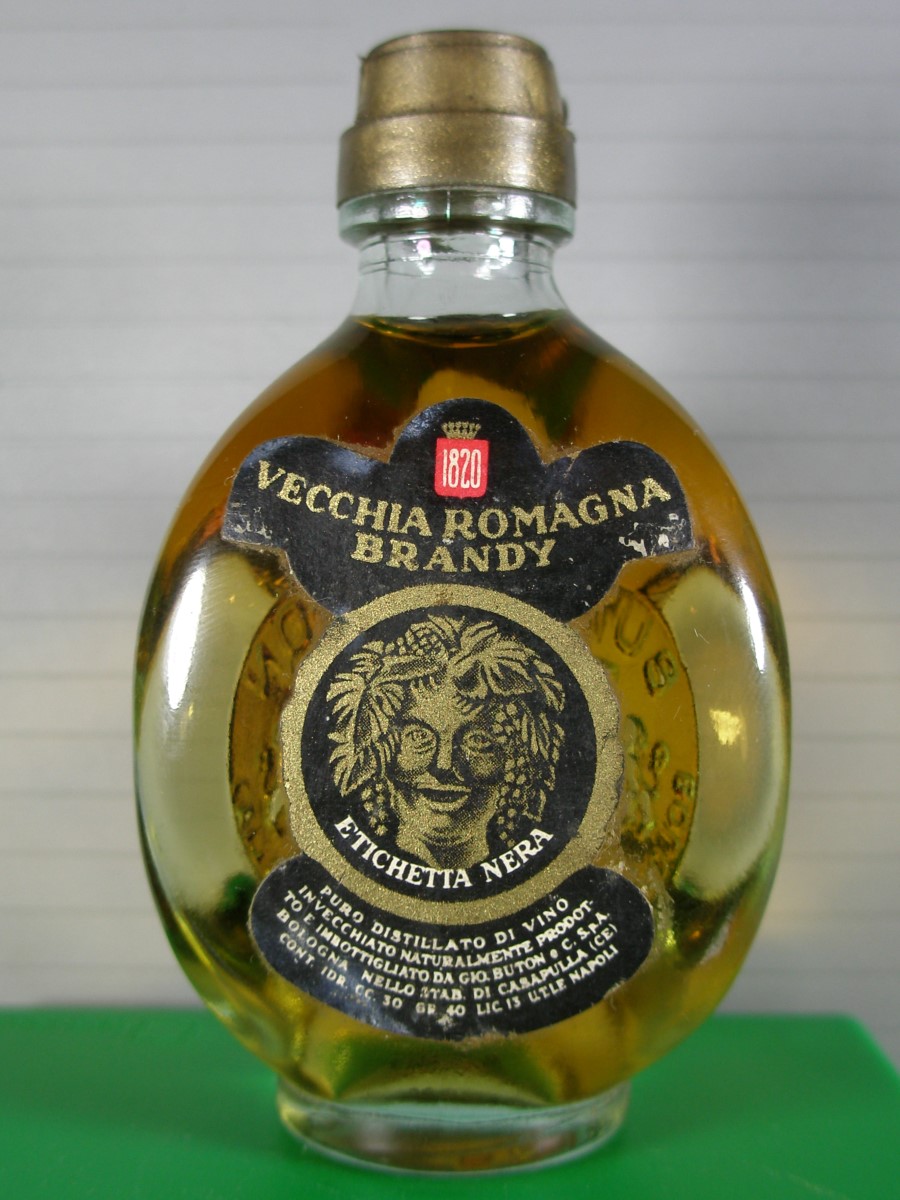 1820
VECCHIA ROMAGNA
BRANDY
ETICHETTA NERA
PURO DISTILLATO DI VINO
INVECCHIATO NATURALMENTE PRODOT-
TO E IMBOTTIGLIATO DA GIO. BUTON e C. S.p.A.
BOLOGNA NELLO STAB. DI CASAPULLA (CE)
CONT. IDR. CC. 30 GR. 40 LIC 13 U.T.I.F. NAPOLI